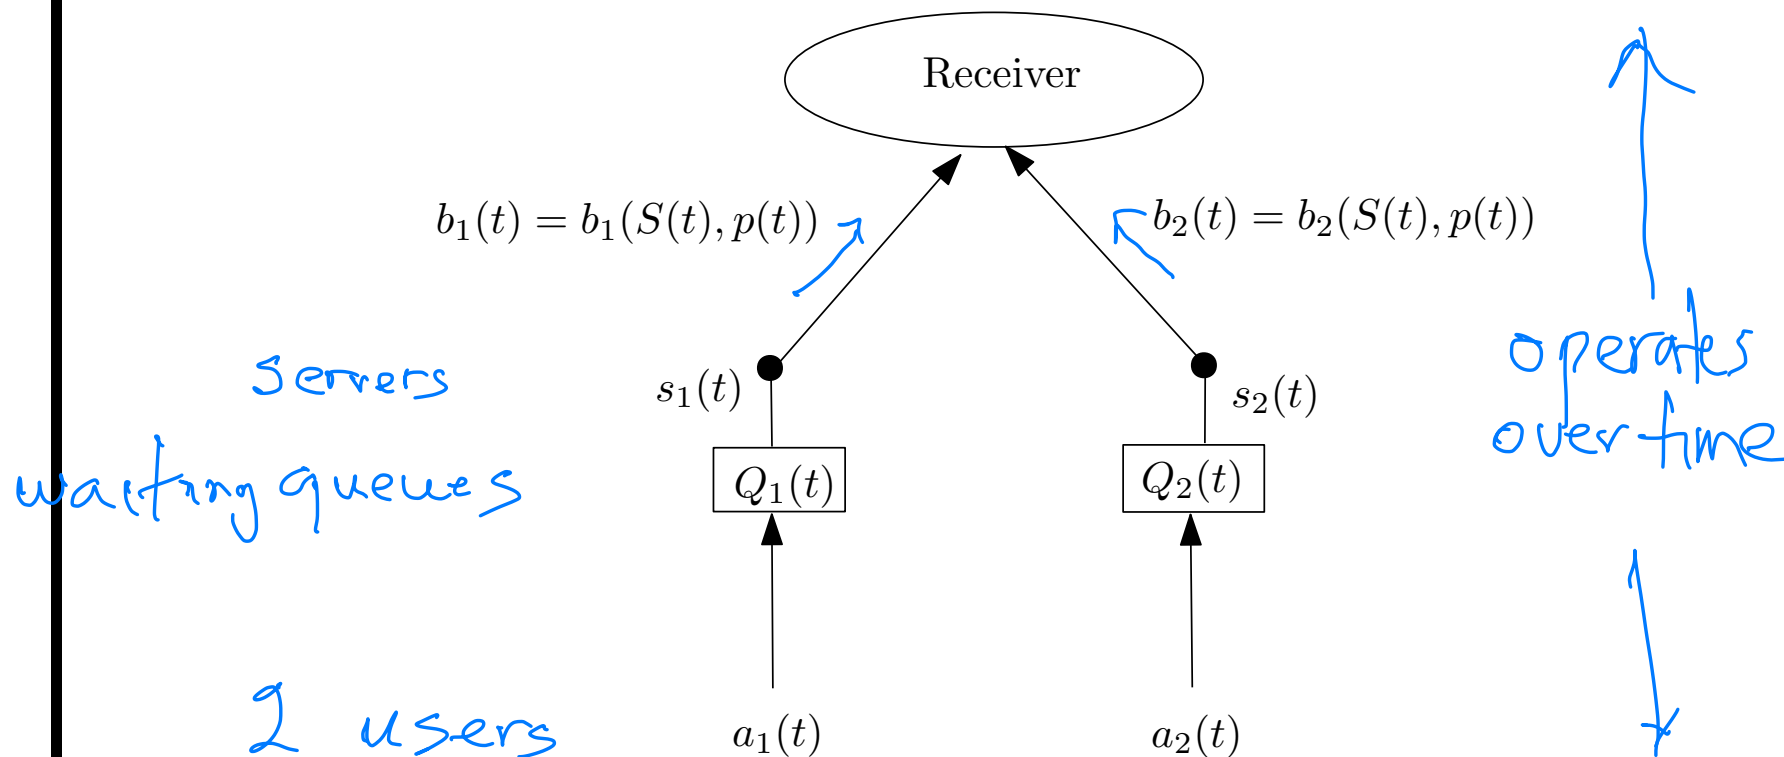 Receiver
b₁(t) = b₁(S(t), p(t))
b₂(t) = b₂(S(t), p(t))
servers
s₁(t)
s₂(t)
operates
over time
waiting queues
Q₁(t)
Q₂(t)
2 users
a₁(t)
a₂(t)